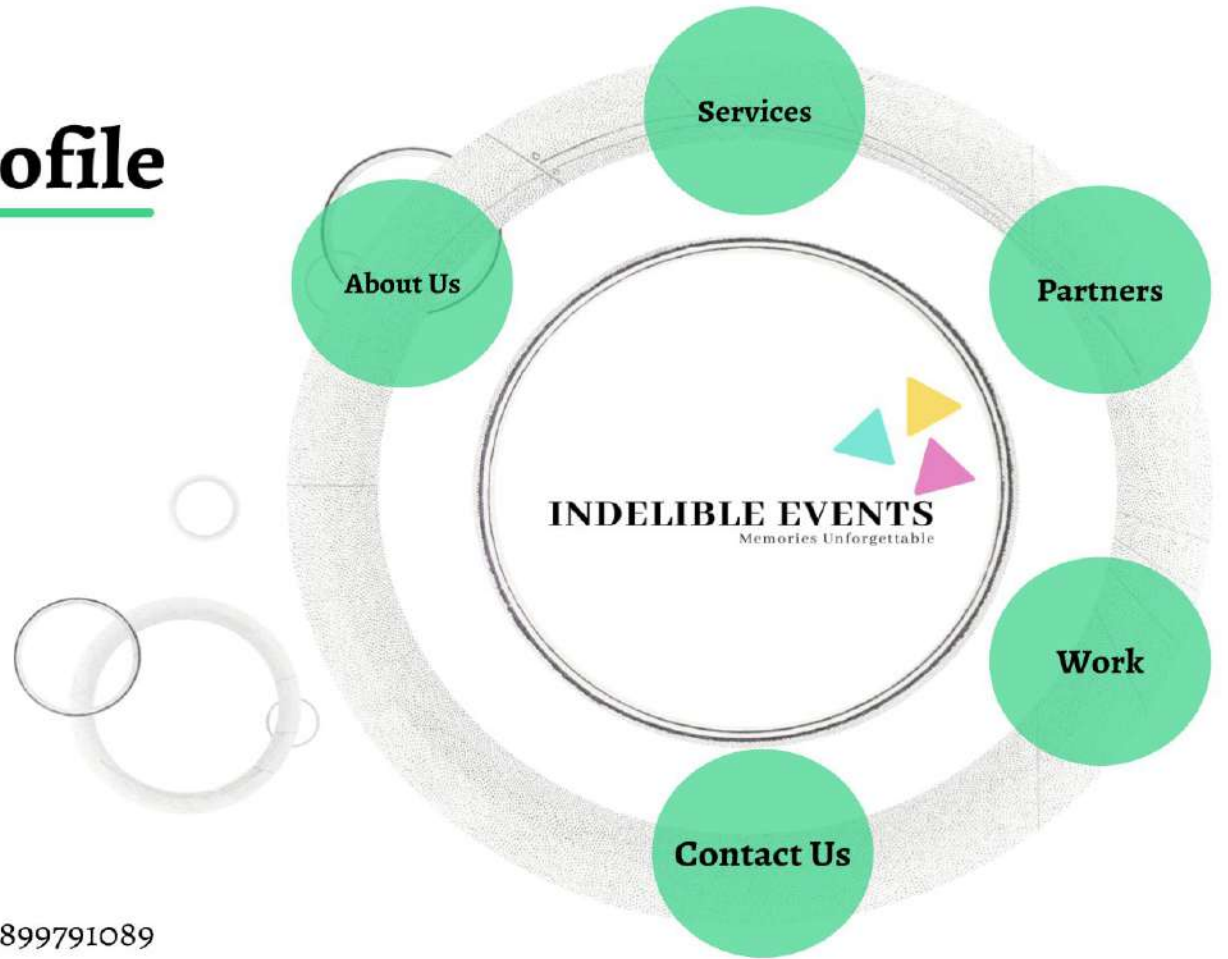 ofile
Services
About Us
Partners
INDELIBLE EVENTS
Memories Unforgettable
Work
Contact Us
899791089